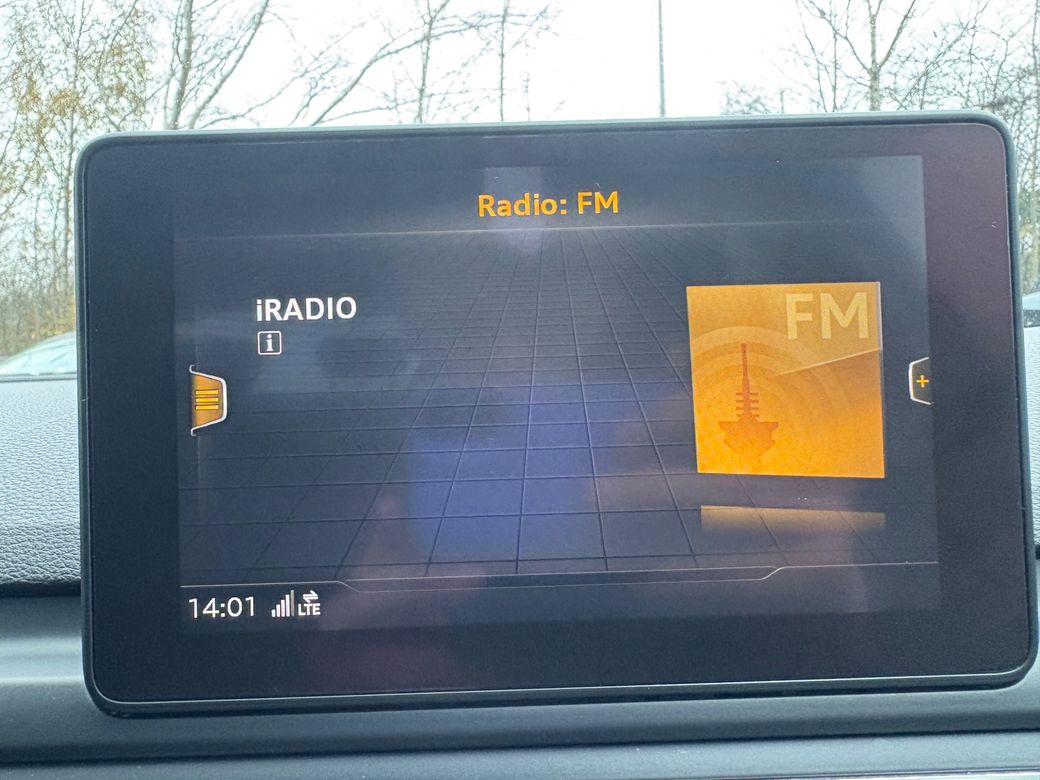 Radio: FM
iRADIO
i
FM
+
14:01 LTE